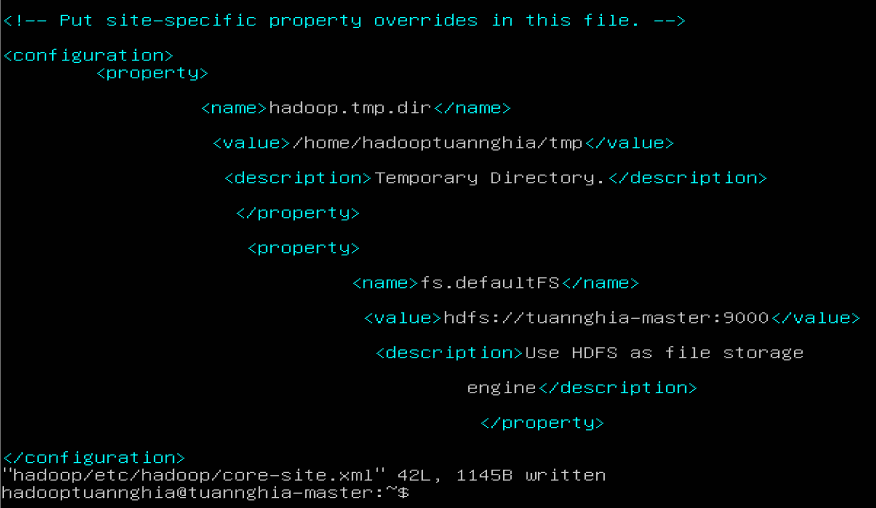 <!-- Put site-specific property overrides in this file. -->
<configuration>
<property>
<name>hadoop.tmp.dir</name>
<value>/home/hadooptuannghia/tmp</value>
<description>Temporary Directory.</description>
</property>
<property>
<name>fs.defaultFS</name>
<value>hdfs://tuannghia-master:9000</value>
<description>Use HDFS as file storage
engine</description>
</property>
</configuration>
"hadoop/etc/hadoop/core-site.xml" 42L, 1145B written
hadooptuannghia@tuannghia-master:~$